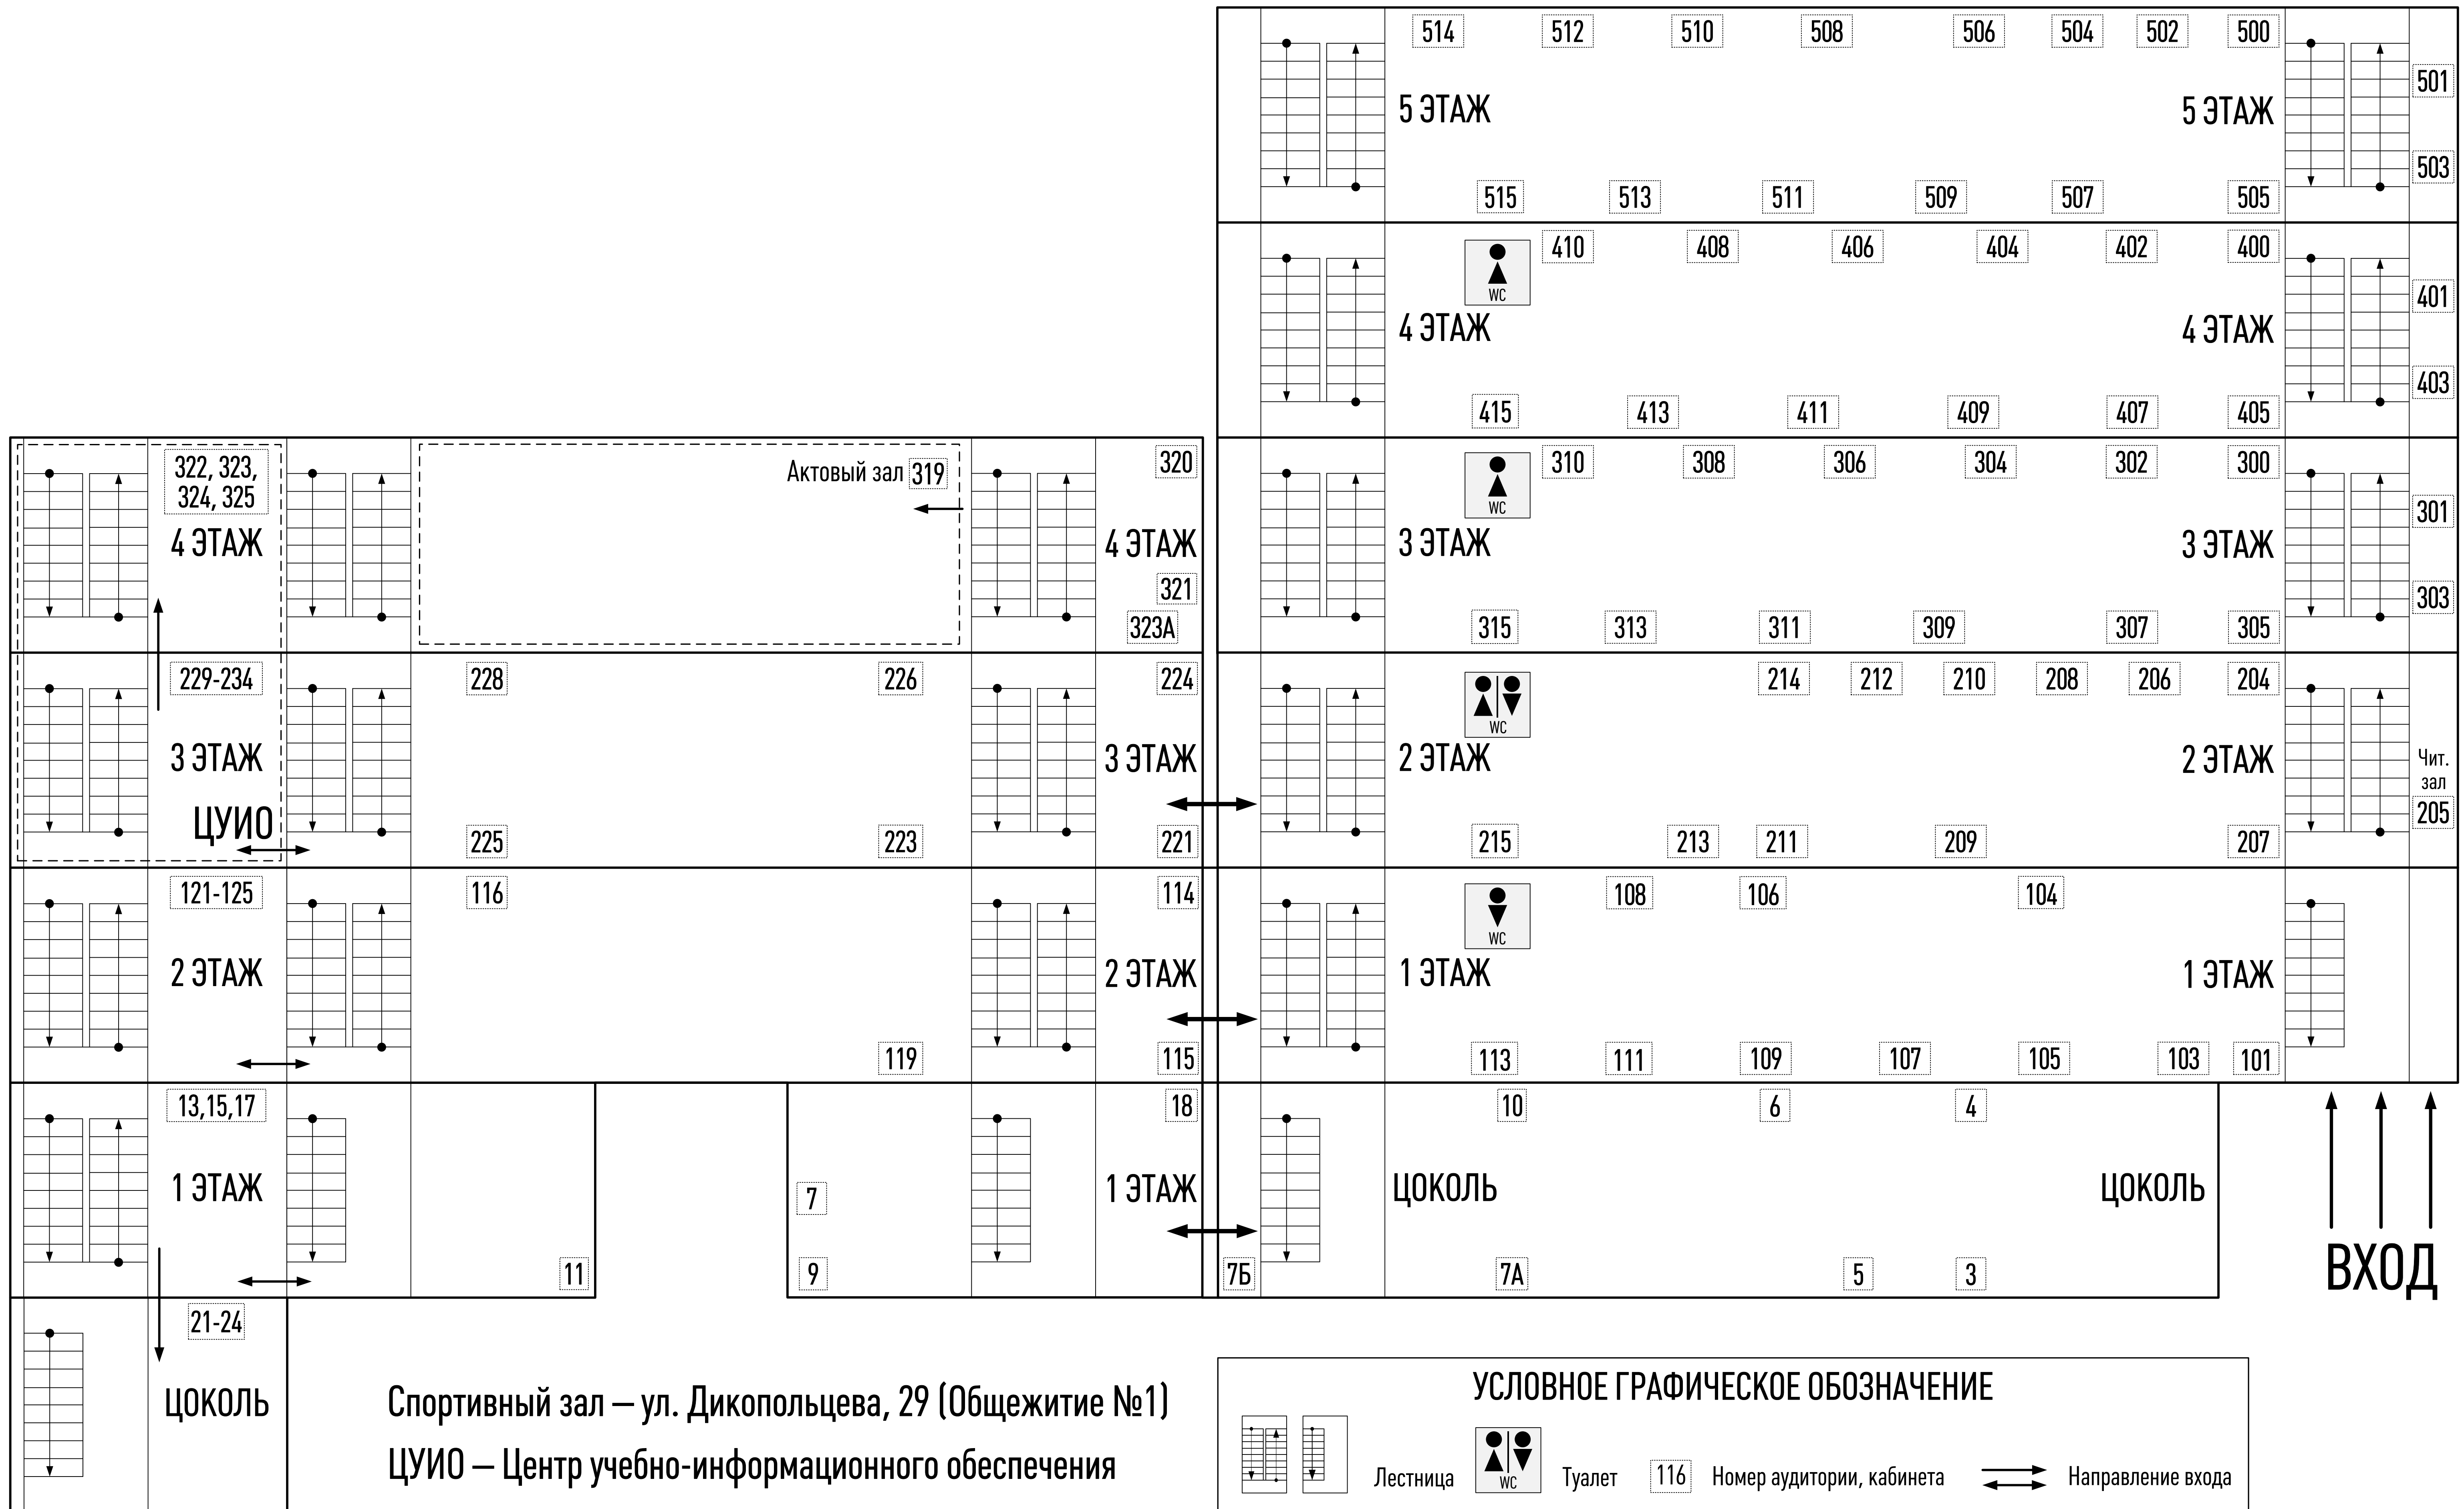 514 512 510 508 506 504 502 500
501
5 ЭТАЖ 5 ЭТАЖ
503
515 513 511 509 507 505
410 408 406 404 402 400
WC
401
4 ЭТАЖ 4 ЭТАЖ
403
415 413 411 409 407 405
322, 323,
324, 325
Актовый зал 319
320
4 ЭТАЖ 4 ЭТАЖ
321
323А
310 308 306 304 302 300
WC
301
3 ЭТАЖ 3 ЭТАЖ
303
315 313 311 309 307 305
229-234 228 226 224
3 ЭТАЖ 3 ЭТАЖ
ЦУИО
225 223 221
214 212 210 208 206 204
WC
2 ЭТАЖ 2 ЭТАЖ
Чит.
зал
205
215 213 211 209 207
121-125 116 114
2 ЭТАЖ 2 ЭТАЖ
119 115
108 106 104
WC
1 ЭТАЖ 1 ЭТАЖ
113 111 109 107 105 103 101
13,15,17 18
1 ЭТАЖ 7 1 ЭТАЖ
11 9
10 6 4
ЦОКОЛЬ ЦОКОЛЬ
7Б 7А 5 3
ВХОД
21-24
ЦОКОЛЬ
Спортивный зал – ул. Дикопольцева, 29 (Общежитие №1)
ЦУИО – Центр учебно-информационного обеспечения
УСЛОВНОЕ ГРАФИЧЕСКОЕ ОБОЗНАЧЕНИЕ
Лестница WC Туалет 116 Номер аудитории, кабинета Направление входа